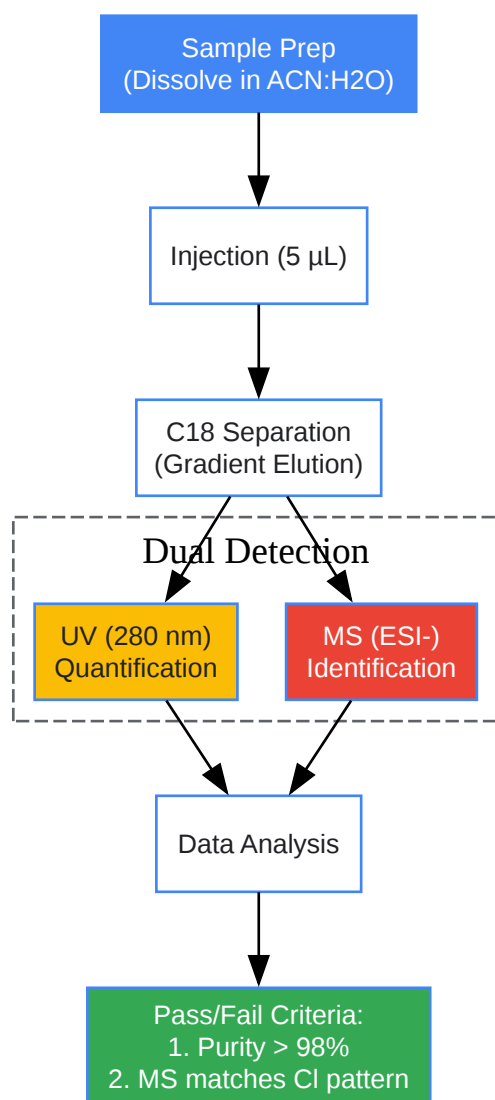 Sample Prep
(Dissolve in ACN:H2O)
Injection (5 µL)
C18 Separation
(Gradient Elution)
Dual Detection
UV (280 nm)
Quantification
MS (ESI-)
Identification
Data Analysis
Pass/Fail Criteria:
1. Purity > 98%
2. MS matches Cl pattern